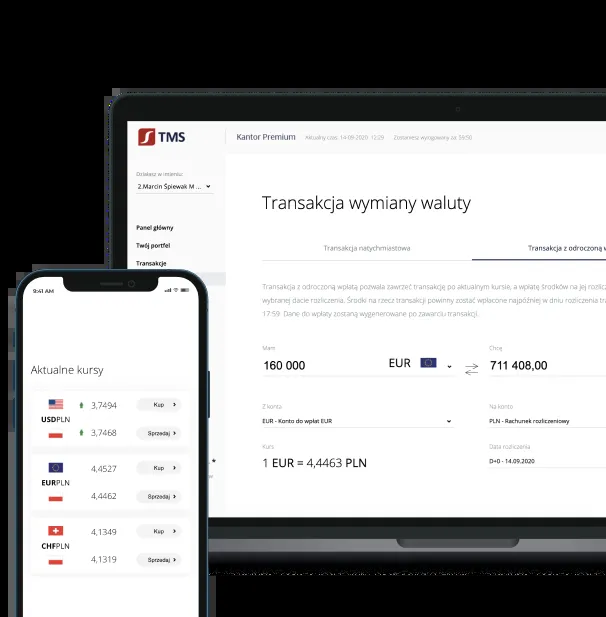 TMS
Kantor Premium
Aktualny czas: 14-09-2020 12:29
Zostaniesz wylogowany za: 59:50
Działasz w imieniu:
2.Marcin Śpiewak M ...
Panel główny
Twój portfel
Transakcje
Transakcja wymiany waluty
Transakcja natychmiastowa
Transakcja z odroczoną w
Transakcja z odroczoną wpłatą pozwala zawrzeć transakcję po aktualnym kursie, a wpłatę środków na jej rozlicz
wybranej dacie rozliczenia. Środki na rzecz transakcji powinny zostać wpłacone najpóźniej w dniu rozliczenia tra
17:59. Dane do wpłaty zostaną wygenerowane po zawarciu transakcji.
Mam
Chcę
160 000
EUR
711 408,00
Z konta
Na konto
EUR - Konto do wpłat EUR
PLN - Rachunek rozliczeniowy
Kurs
Data rozliczenia
1 EUR = 4,4463 PLN
D+0 - 14.09.2020
9:41 AM
Aktualne kursy
USDPLN
3,7494
Kup
3,7468
Sprzedaj
EURPLN
4,4527
Kup
4,4462
Sprzedaj
CHFPLN
4,1349
Kup
4,1319
Sprzedaj